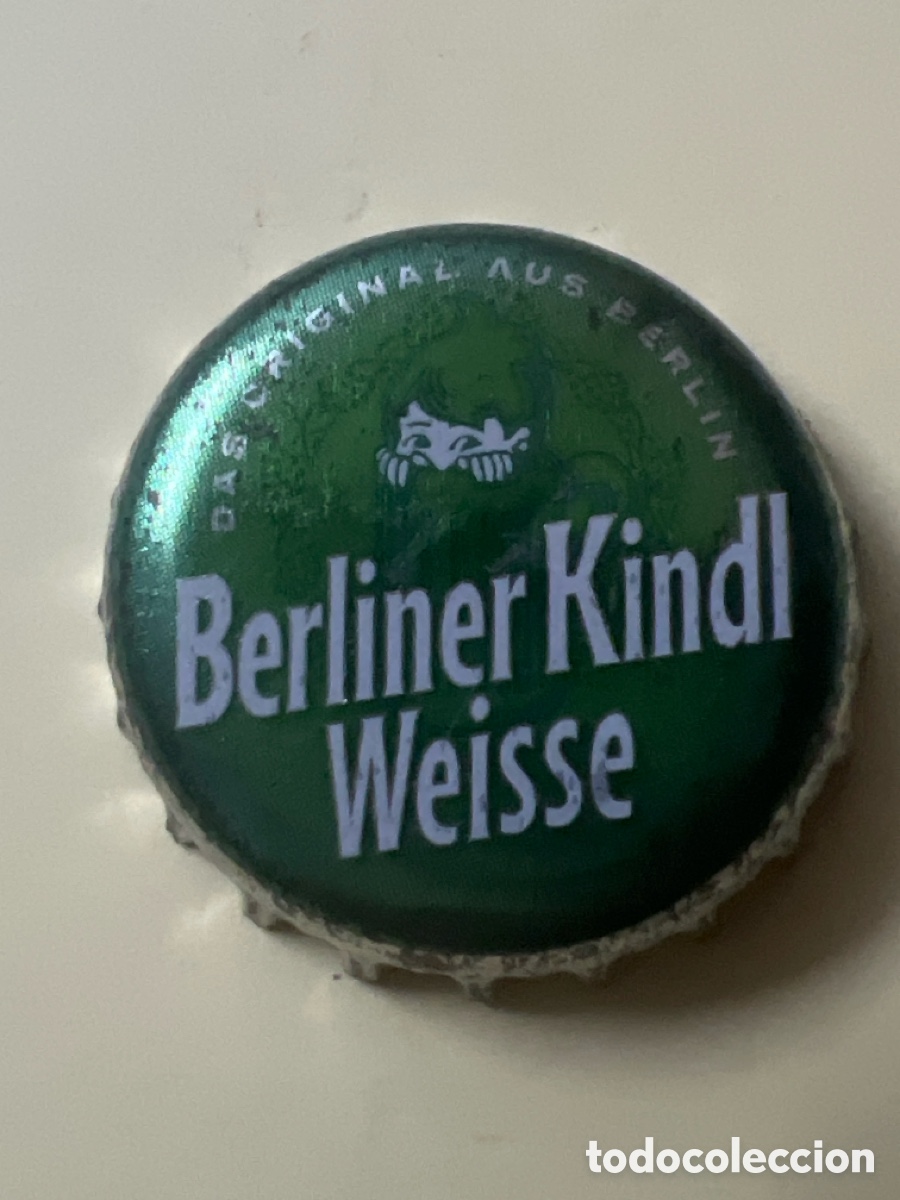 DAS ORIGINAL AUS BERLIN
Berliner Kindl
Weisse
todocoleccion